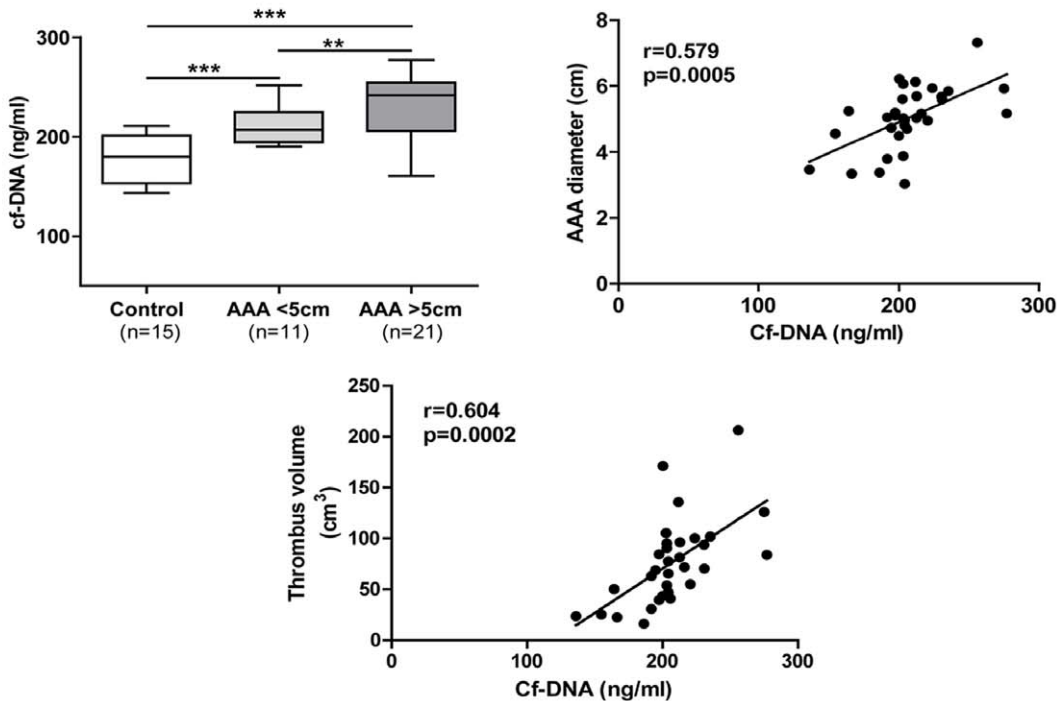 ***
***
**
300
200
100
cf-DNA (ng/ml)
Control
(n=15)
AAA <5cm
(n=11)
AAA >5cm
(n=21)
r=0.579
p=0.0005
8
6
4
2
0
AAA diameter (cm)
0
100
200
300
Cf-DNA (ng/ml)
r=0.604
p=0.0002
250
200
150
100
50
0
Thrombus volume
(cm³)
0
100
200
300
Cf-DNA (ng/ml)